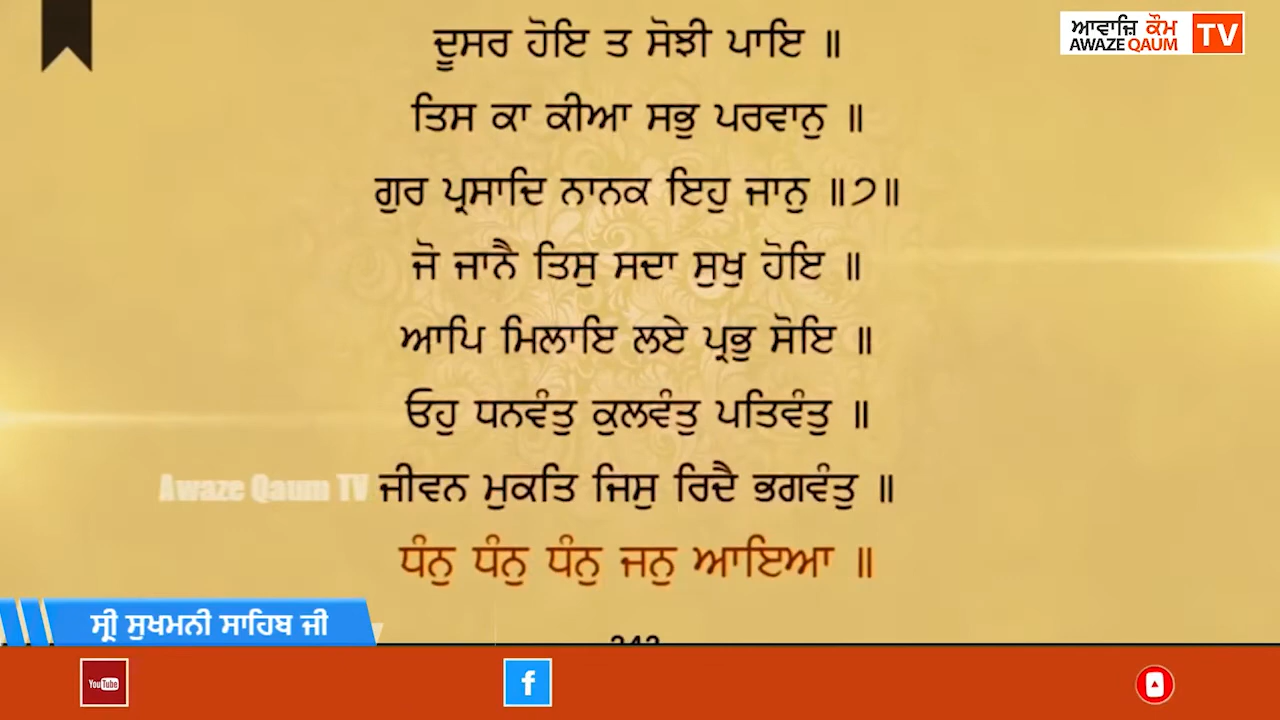 ਆਵਾਜ਼ਿ ਕੌਮ
AWAZE QAUM
TV
ਦੂਸਰ ਹੋਇ ਤ ਸੋਝੀ ਪਾਇ ॥
ਤਿਸ ਕਾ ਕੀਆ ਸਭੁ ਪਰਵਾਨੁ ॥
ਗੁਰ ਪ੍ਰਸਾਦਿ ਨਾਨਕ ਇਹੁ ਜਾਨੁ ॥੭॥
ਜੋ ਜਾਨੈ ਤਿਸੁ ਸਦਾ ਸੁਖੁ ਹੋਇ ॥
ਆਪਿ ਮਿਲਾਇ ਲਏ ਪ੍ਰਭੁ ਸੋਇ ॥
ਓਹੁ ਧਨਵੰਤੁ ਕੁਲਵੰਤੁ ਪਤਿਵੰਤੁ ॥
Awaze Qaum TV
ਜੀਵਨ ਮੁਕਤਿ ਜਿਸੁ ਰਿਦੈ ਭਗਵੰਤੁ ॥
ਧੰਨੁ ਧੰਨੁ ਧੰਨੁ ਜਨੁ ਆਇਆ ॥
ਸ੍ਰੀ ਸੁਖਮਨੀ ਸਾਹਿਬ ਜੀ
YouTube
f